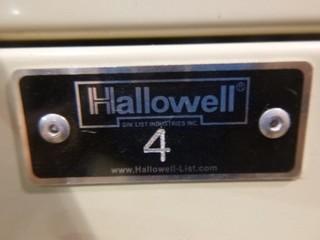 Hallowell®
DIV. LIST INDUSTRIES INC.
4
www.Hallowell-List.com